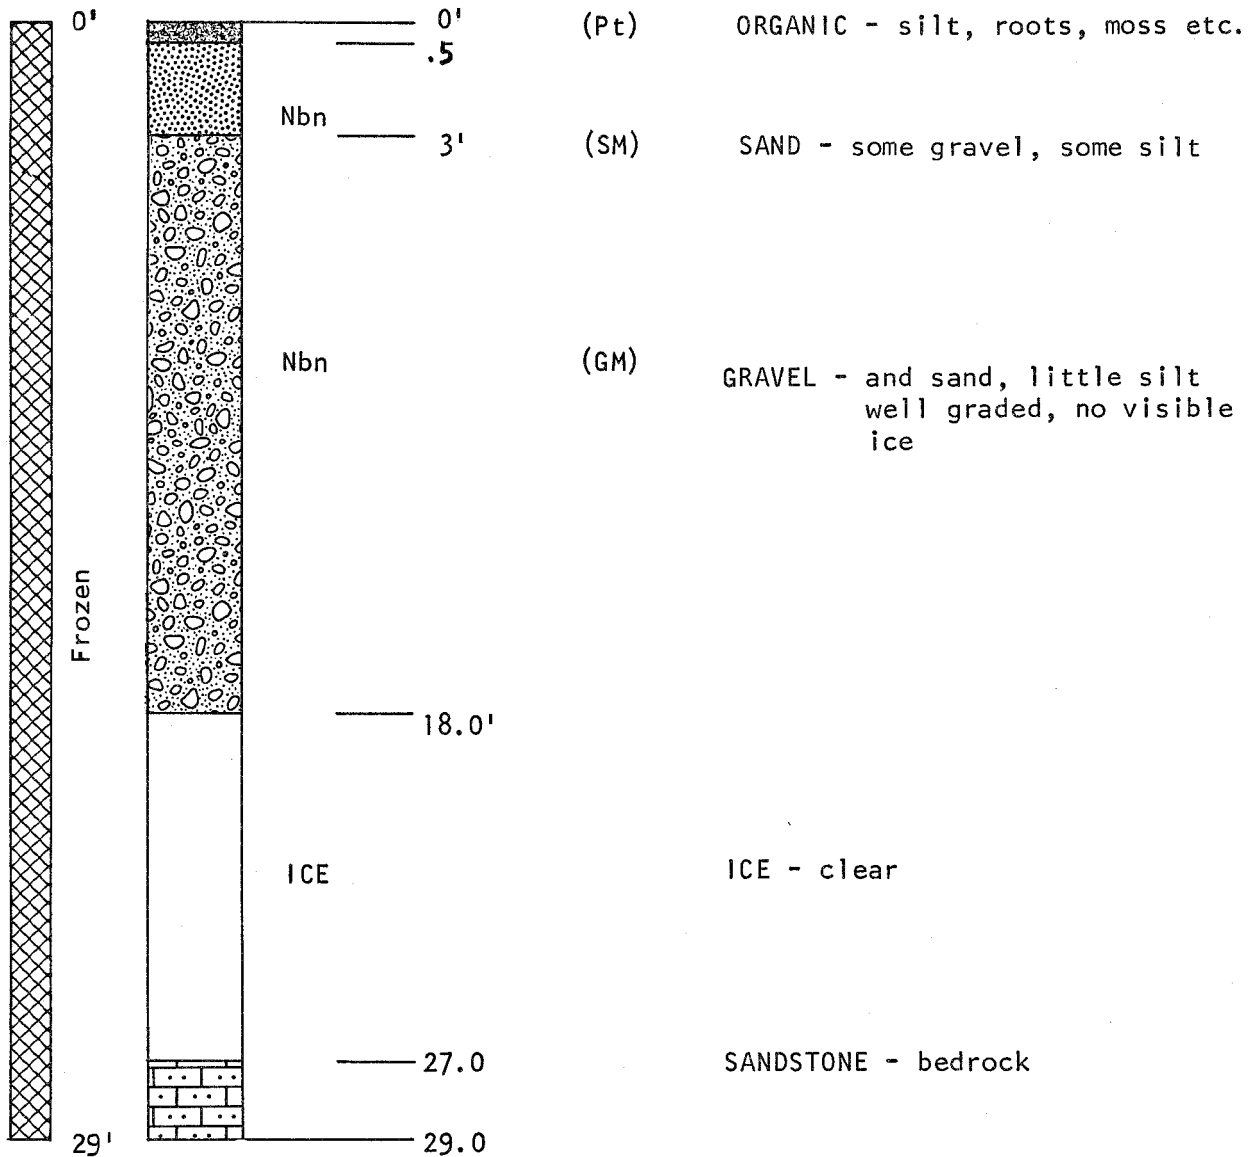 0' 0' (Pt) ORGANIC - silt, roots, moss etc.
.5
Nbn
3' (SM) SAND - some gravel, some silt
Nbn (GM) GRAVEL - and sand, little silt
well graded, no visible
ice
Frozen
18.0'
ICE ICE - clear
27.0 SANDSTONE - bedrock
29' 29.0